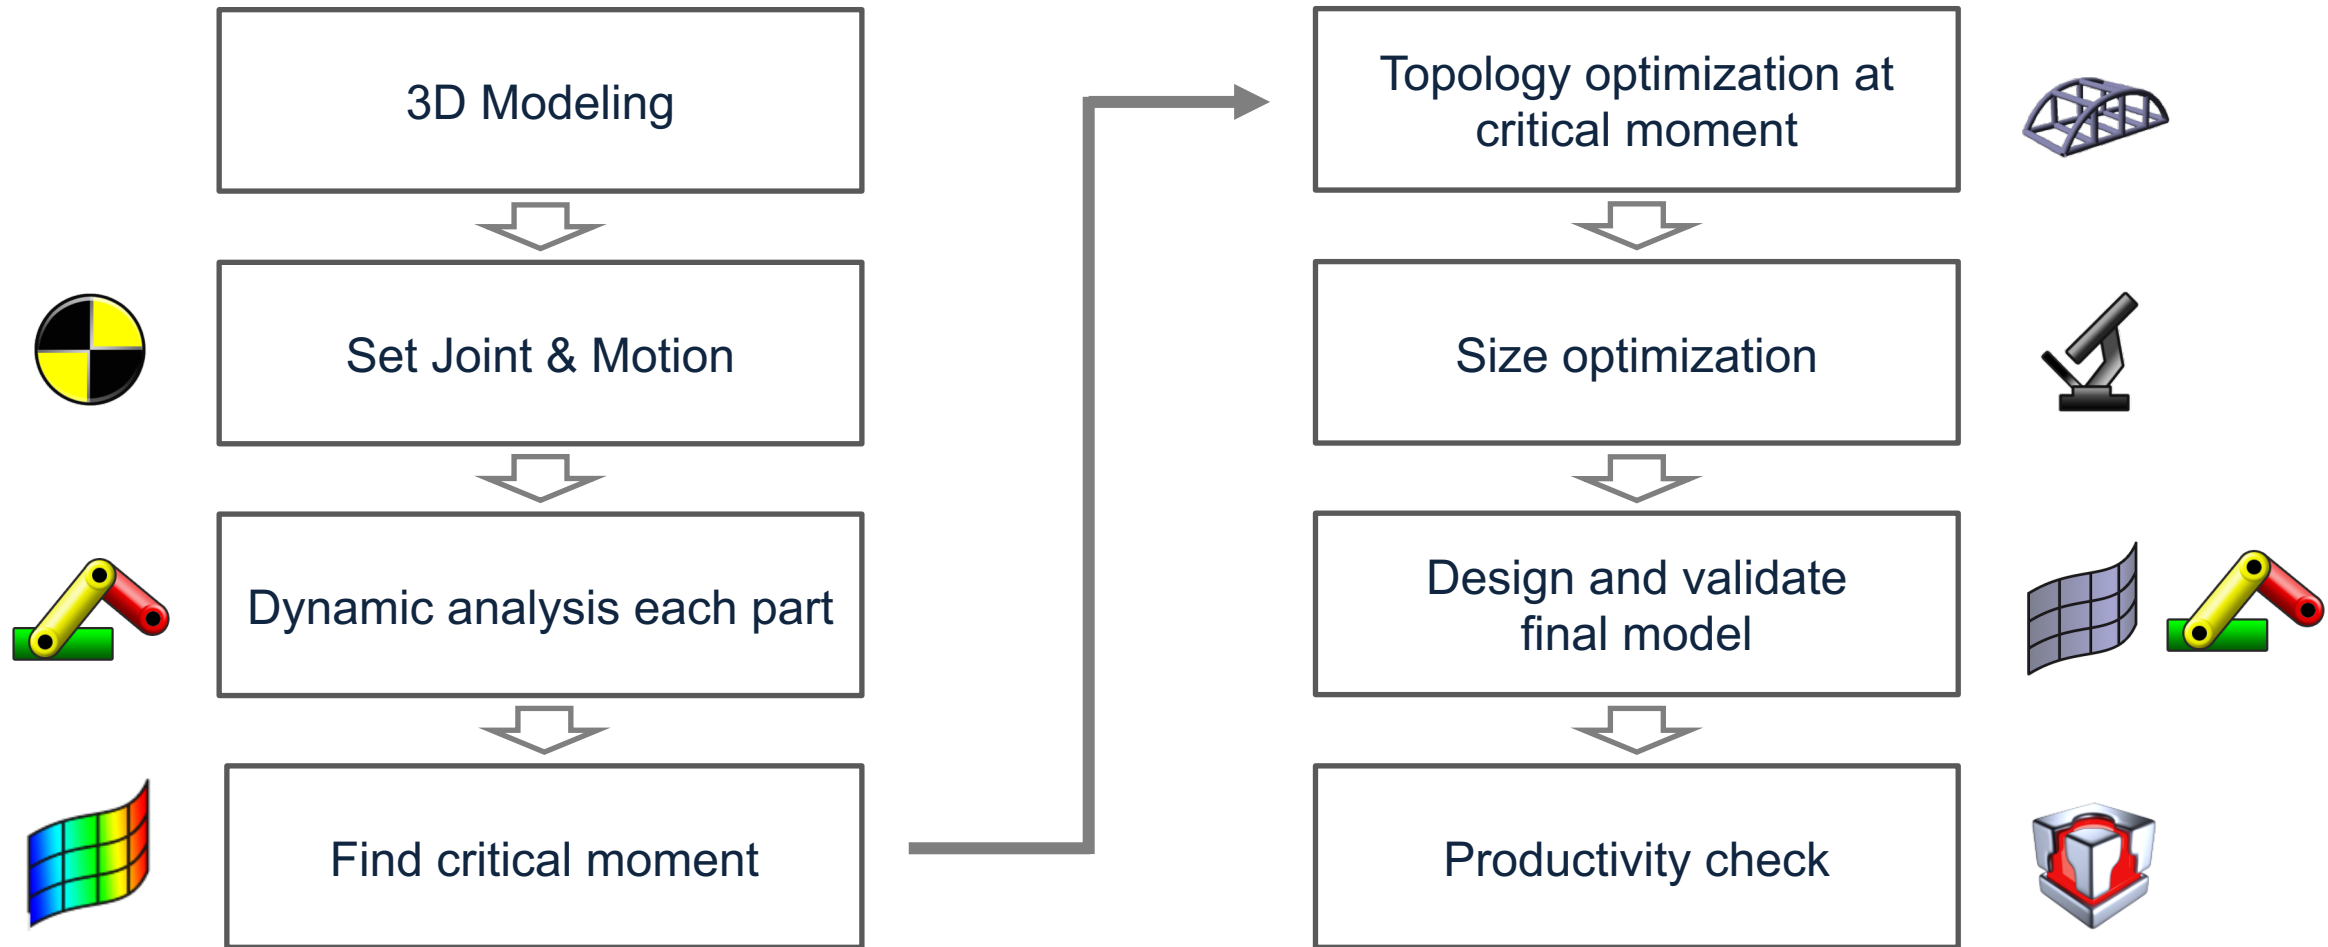 3D Modeling
Set Joint & Motion
Dynamic analysis each part
Find critical moment
Topology optimization at
critical moment
Size optimization
Design and validate
final model
Productivity check